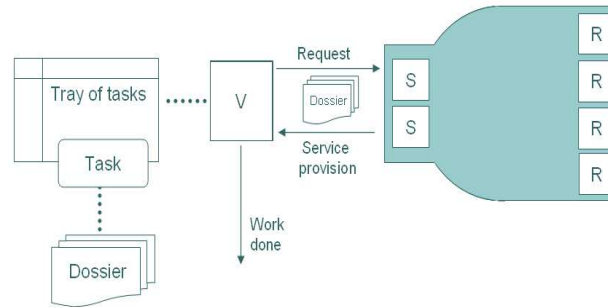 Tray of tasks
Task
Dossier
V
Request
Dossier
Service
provision
Work
done
S
S
R
R
R
R